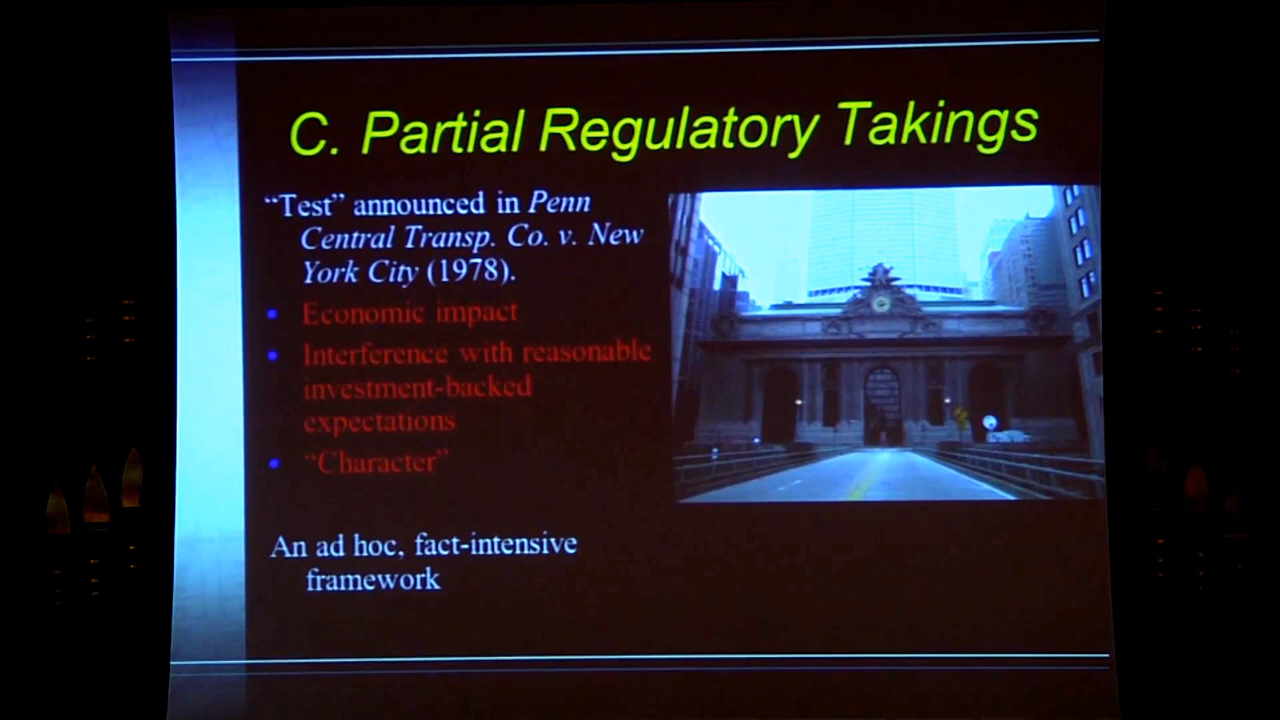 C. Partial Regulatory Takings
“Test” announced in Penn
Central Transp. Co. v. New
York City (1978).
Economic impact
Interference with reasonable
investment-backed
expectations
“Character”
An ad hoc, fact-intensive
framework